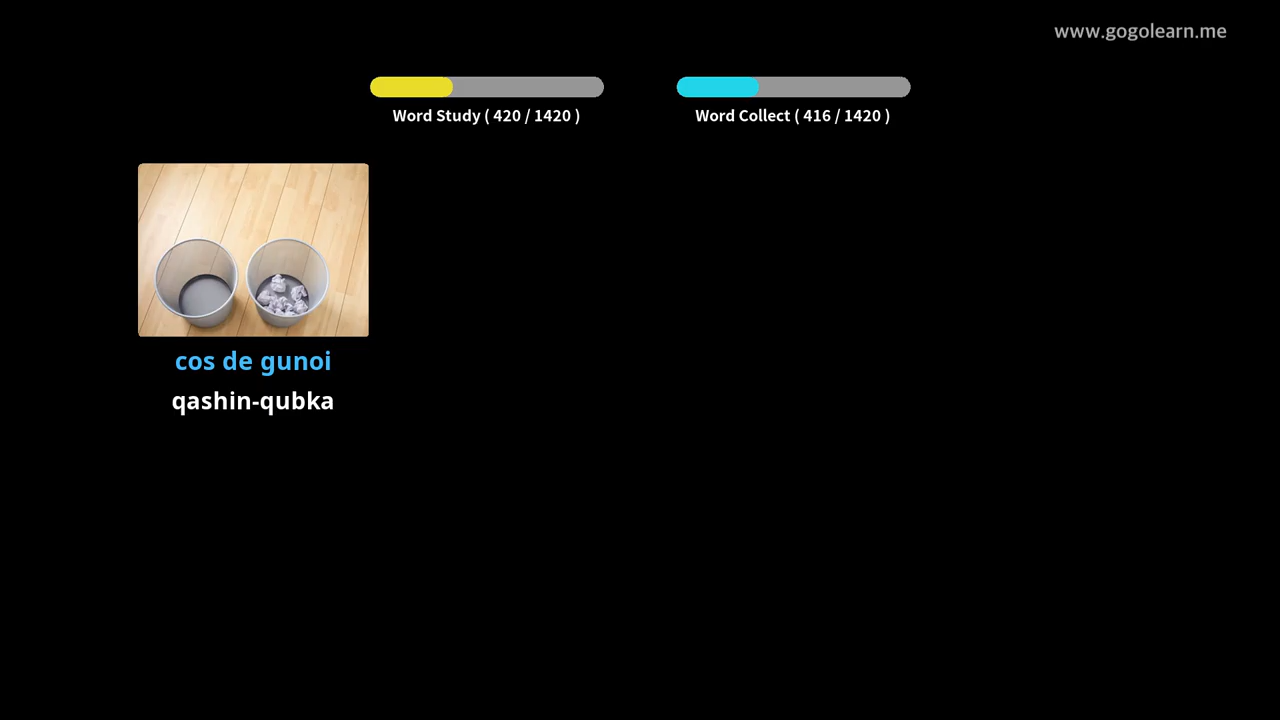 www.gogolearn.me
Word Study ( 420 / 1420 )
Word Collect ( 416 / 1420 )
cos de gunoi
qashin-qubka